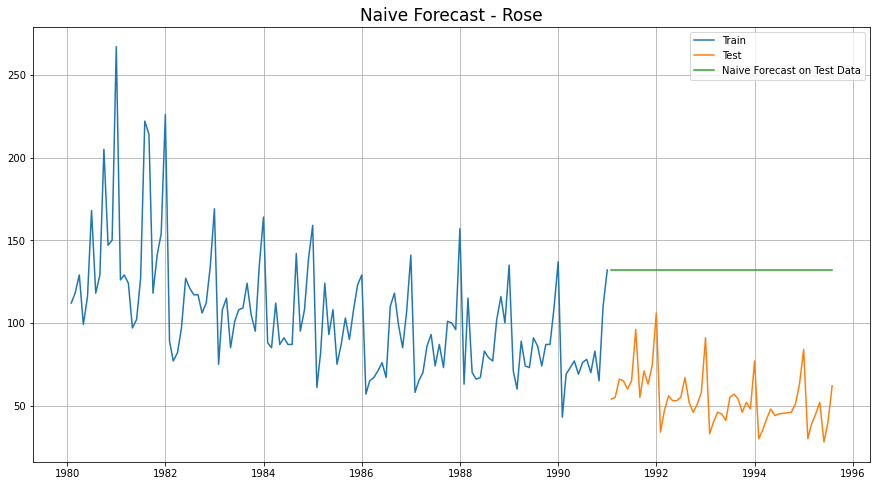 Naive Forecast - Rose
Train
Test
Naive Forecast on Test Data
250
200
150
100
50
1980 1982 1984 1986 1988 1990 1992 1994 1996